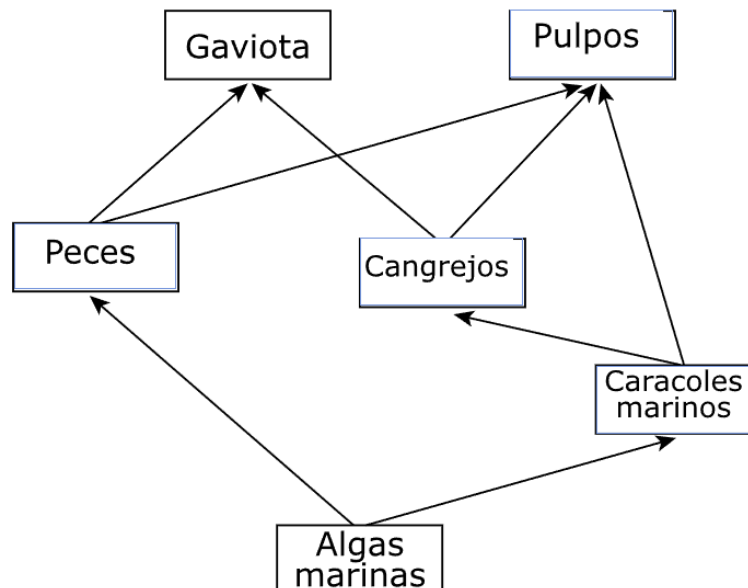 Gaviota
Pulpos
Peces
Cangrejos
Caracoles
marinos
Algas
marinas